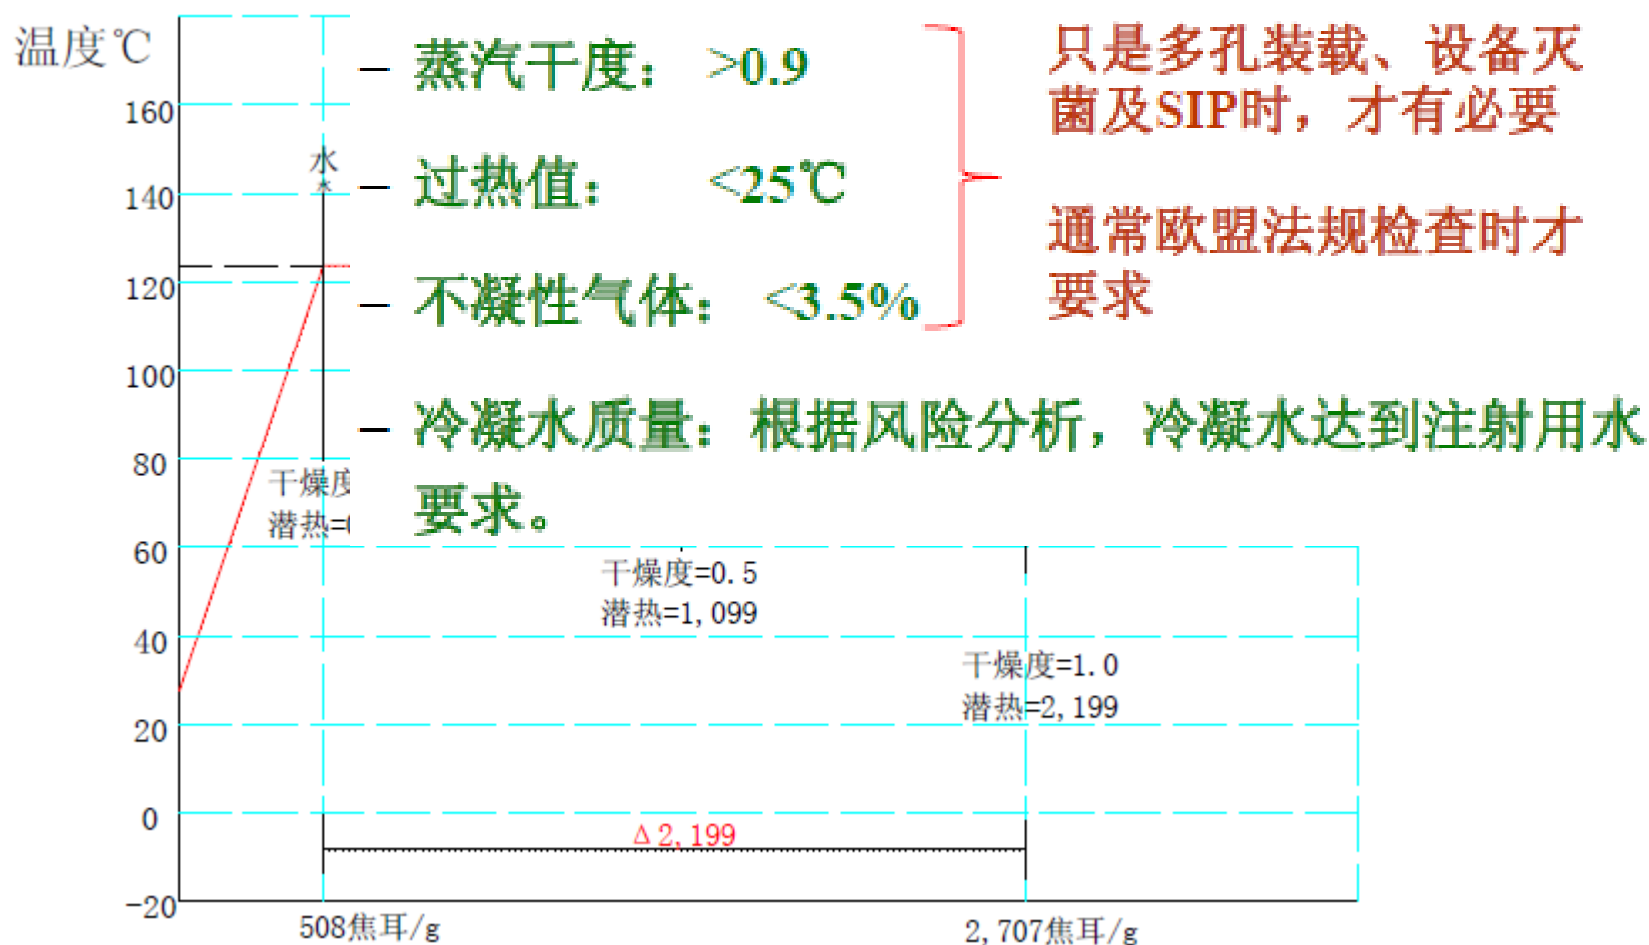 温度℃
– 蒸汽干度： >0.9
– 过热值： <25℃
– 不凝性气体： <3.5%
– 冷凝水质量：根据风险分析，冷凝水达到注射用水
要求。
只是多孔装载、设备灭
菌及SIP时，才有必要
通常欧盟法规检查时才
要求
160
140
120
100
80
60
40
20
0
-20
水
干燥度
潜热=
干燥度=0.5
潜热=1,099
干燥度=1.0
潜热=2,199
Δ2,199
508焦耳/g
2,707焦耳/g